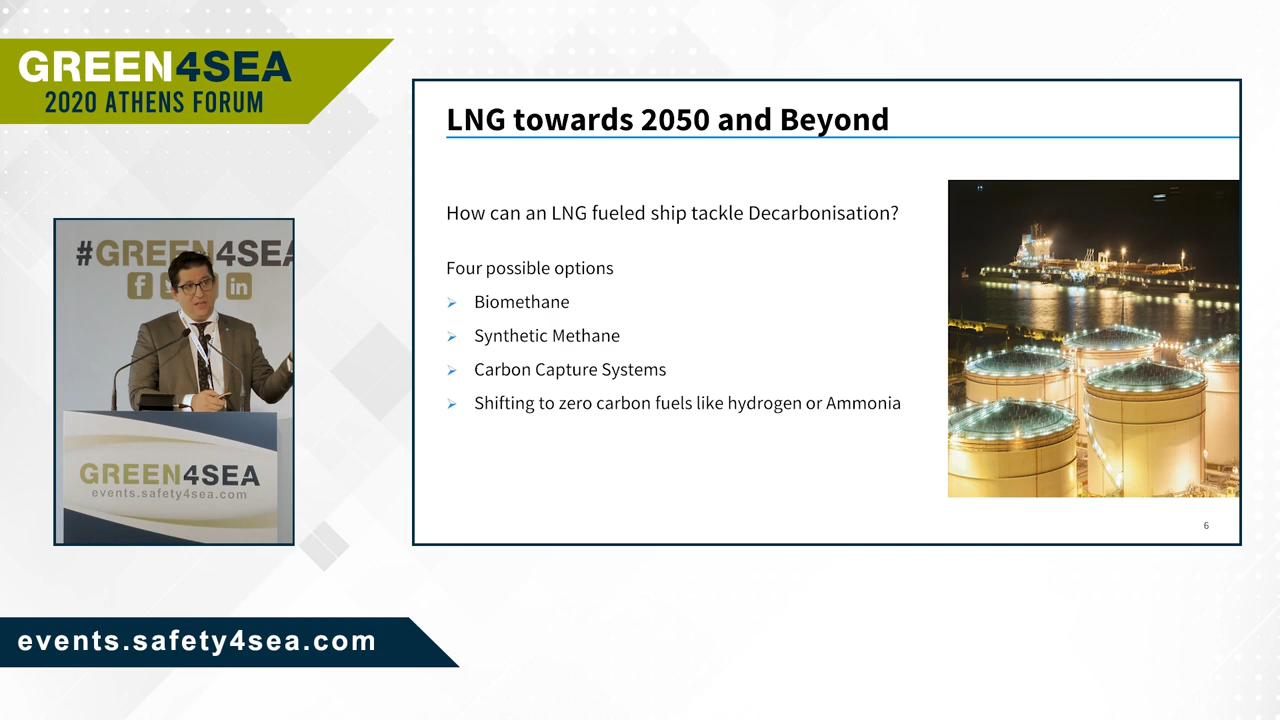 GREEN4SEA
2020 ATHENS FORUM
#GREEN4SEA
GREEN4SEA
events.safety4sea.com
LNG towards 2050 and Beyond
How can an LNG fueled ship tackle Decarbonisation?
Four possible options
Biomethane
Synthetic Methane
Carbon Capture Systems
Shifting to zero carbon fuels like hydrogen or Ammonia
6
events.safety4sea.com